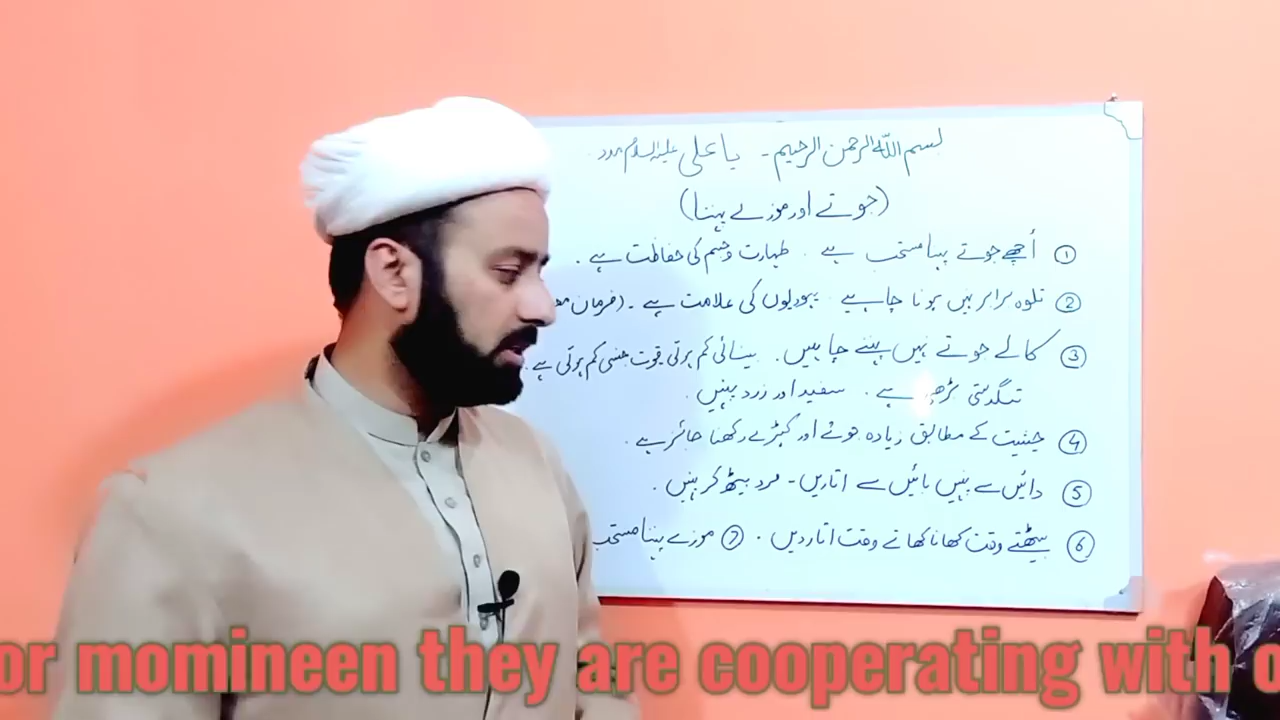 بسم اللہ الرحمن الرحیم ۔ یا علی علیہ السلام مدد
(جوتے اور موزے پہننا)
① اچھے جوتے پہننا مستحب ہے ۔ طہارت و جسم کی حفاظت ہے ۔
② تلوہ برابر نہیں ہونا چاہیے ۔ یہودیوں کی علامت ہے ۔ (فرمان
③ کالے جوتے نہیں پہننے چاہییں ۔ بینائی کم ہوتی قوت جنسی کم ہوتی ہے ۔
تنگدستی بڑھتی ہے ۔ سفید اور زرد پہنیں ۔
④ حیثیت کے مطابق زیادہ جوتے اور کپڑے رکھنا جائز ہے ۔
⑤ دائیں سے پہنیں بائیں سے اتاریں ۔ مرد بیٹھ کر پہنیں ۔
⑥ بیٹھتے وقت کھانا کھاتے وقت اتار دیں ۔ ⑦ موزے پہننا مستحب
or momineen they are cooperating with o